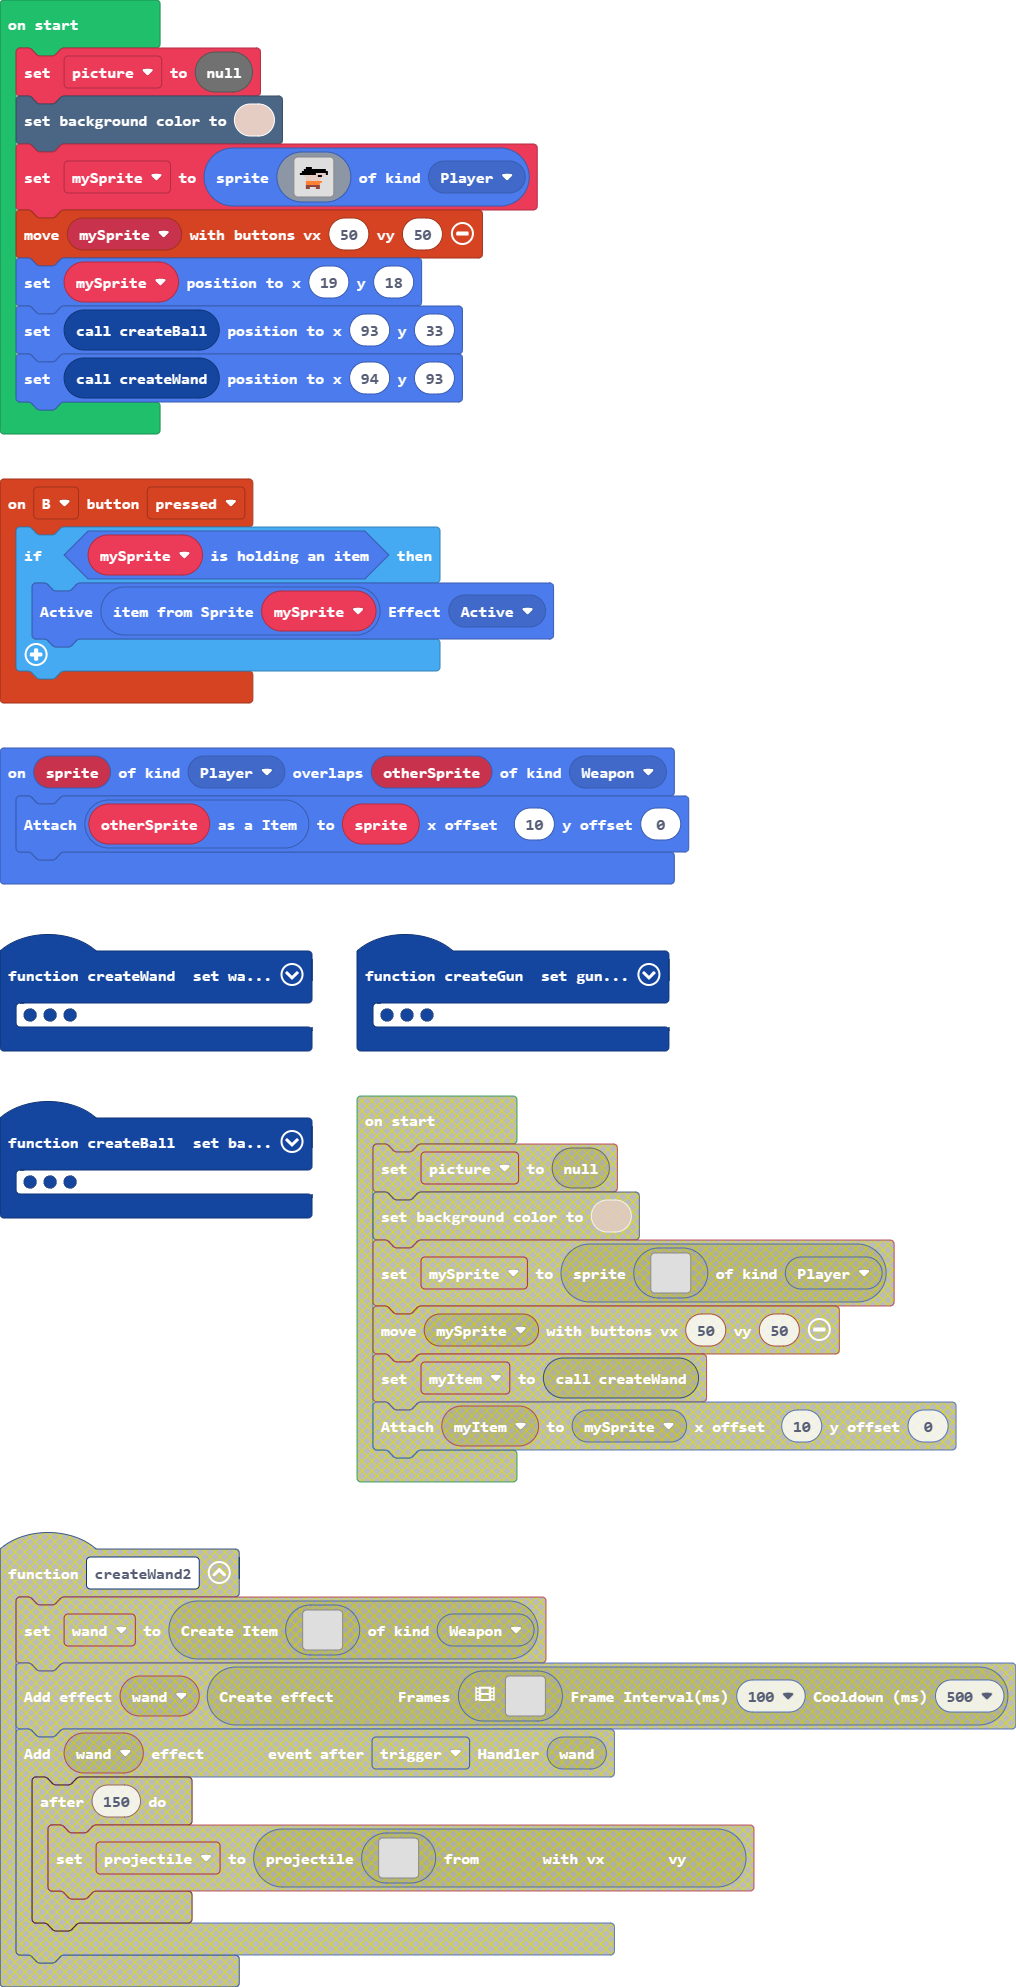 on start
set picture to null
set background color to
set mySprite to sprite of kind Player
move mySprite with buttons vx 50 vy 50
set mySprite position to x 19 y 18
set call createBall position to x 93 y 33
set call createWand position to x 94 y 93
on B button pressed
if mySprite is holding an item then
Active item from Sprite mySprite Effect Active
on sprite of kind Player overlaps otherSprite of kind Weapon
Attach otherSprite as a Item to sprite x offset 10 y offset 0
function createWand set wa...
function createGun set gun...
function createBall set ba...
on start
set picture to null
set background color to
set mySprite to sprite of kind Player
move mySprite with buttons vx 50 vy 50
set myItem to call createWand
Attach myItem to mySprite x offset 10 y offset 0
function createWand2
set wand to Create Item of kind Weapon
Add effect wand Create effect Frames Frame Interval(ms) 100 Cooldown (ms) 500
Add wand effect event after trigger Handler wand
after 150 do
set projectile to projectile from with vx vy